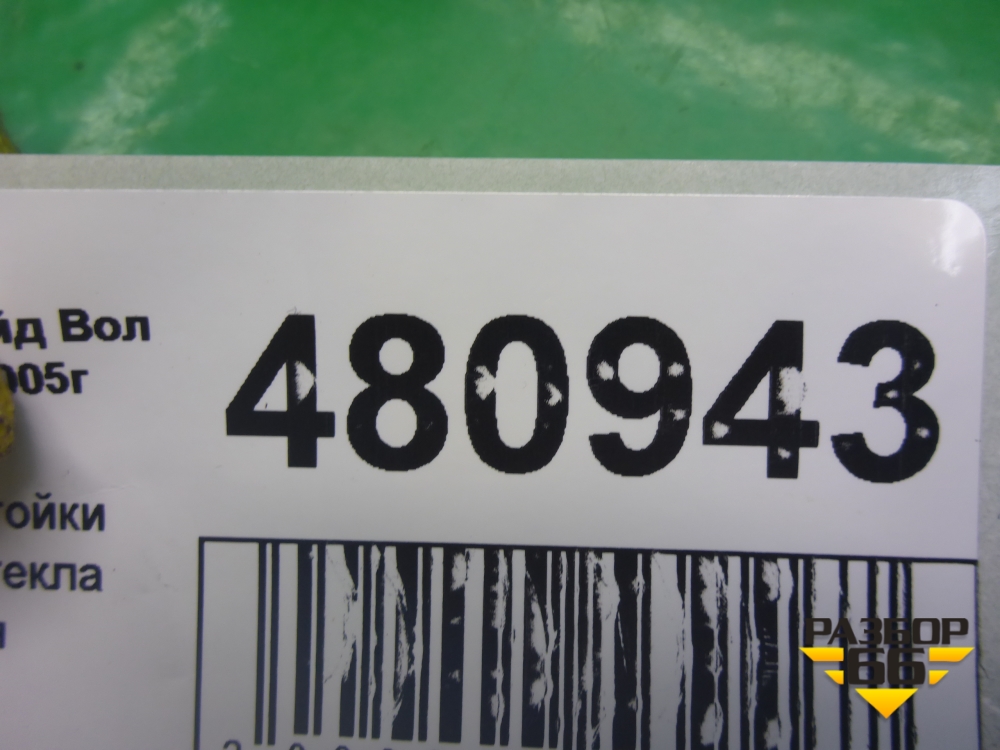 йд Вол
005г
480943
тойки
текла
РАЗБОР
66